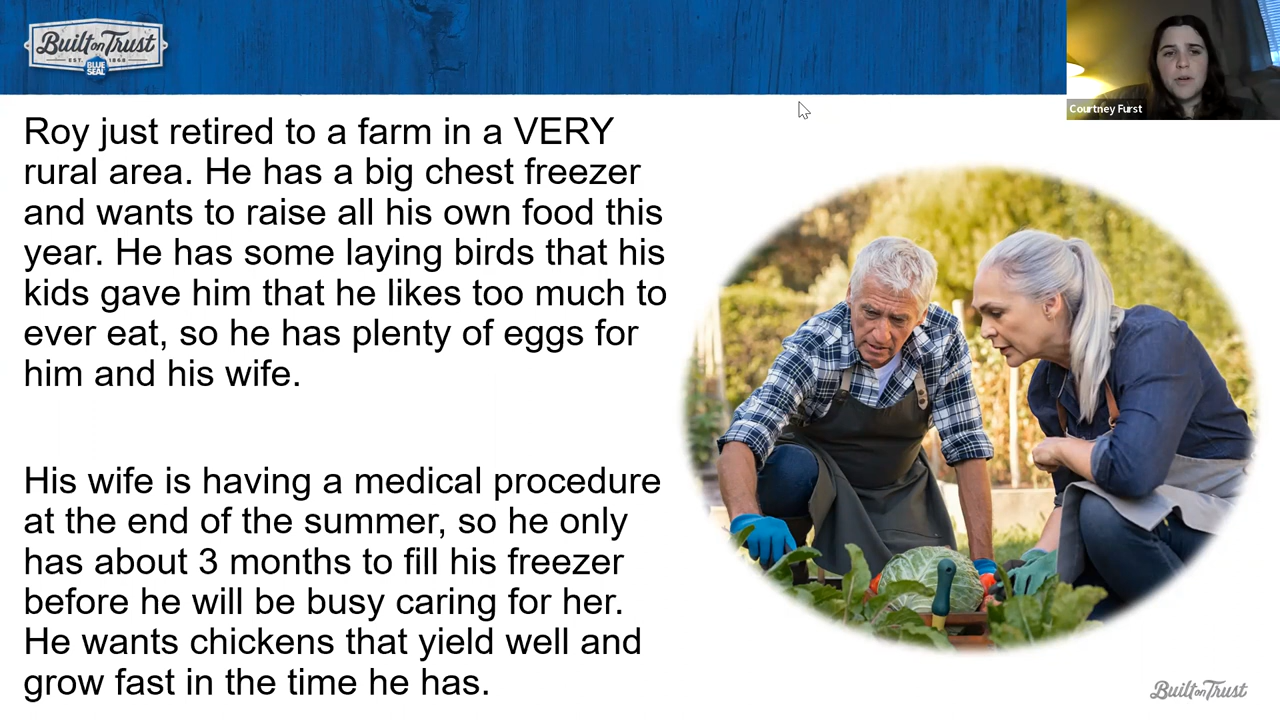 Built on Trust
EST. 1868
BLUE
SEAL
Courtney Furst
Roy just retired to a farm in a VERY
rural area. He has a big chest freezer
and wants to raise all his own food this
year. He has some laying birds that his
kids gave him that he likes too much to
ever eat, so he has plenty of eggs for
him and his wife.
His wife is having a medical procedure
at the end of the summer, so he only
has about 3 months to fill his freezer
before he will be busy caring for her.
He wants chickens that yield well and
grow fast in the time he has.
Built on Trust